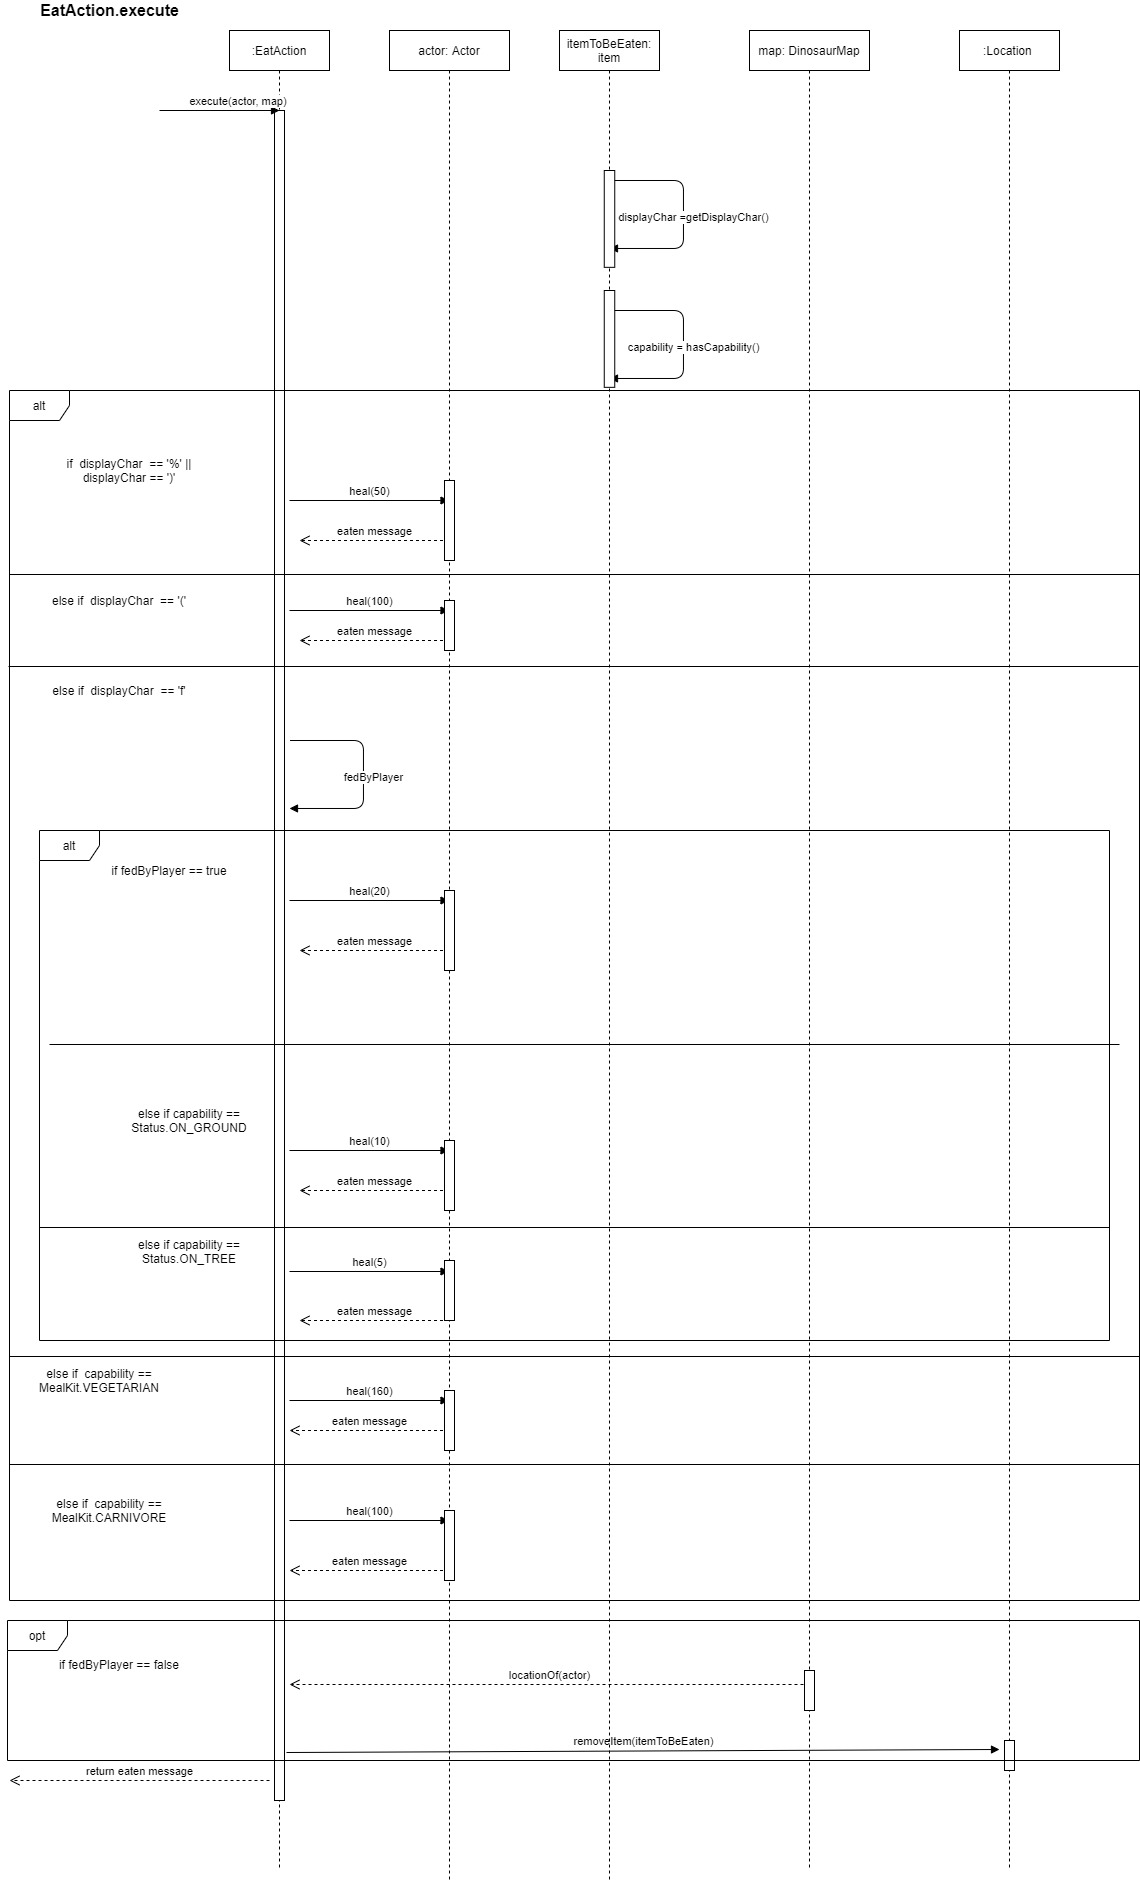 EatAction.execute
:EatAction
actor: Actor
itemToBeEaten:
item
map: DinosaurMap
:Location
execute(actor, map)
displayChar =getDisplayChar()
capability = hasCapability()
alt
if  displayChar  == '%' ||
displayChar == ')'
heal(50)
eaten message
else if  displayChar  == '('
heal(100)
eaten message
else if  displayChar  == 'f'
fedByPlayer
alt
if fedByPlayer == true
heal(20)
eaten message
else if capability ==
Status.ON_GROUND
heal(10)
eaten message
else if capability ==
Status.ON_TREE
heal(5)
eaten message
else if  capability ==
MealKit.VEGETARIAN
heal(160)
eaten message
else if  capability ==
MealKit.CARNIVORE
heal(100)
eaten message
opt
if fedByPlayer == false
locationOf(actor)
removeItem(itemToBeEaten)
return eaten message